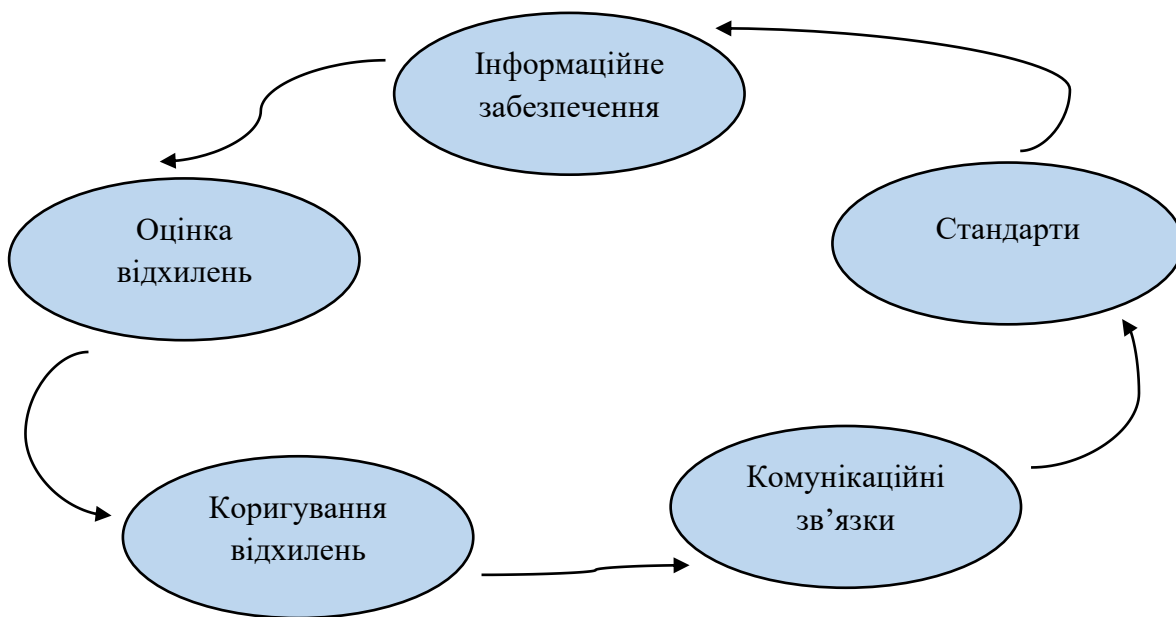 Інформаційне
забезпечення
Стандарти
Оцінка
відхилень
Комунікаційні
зв’язки
Коригування
відхилень